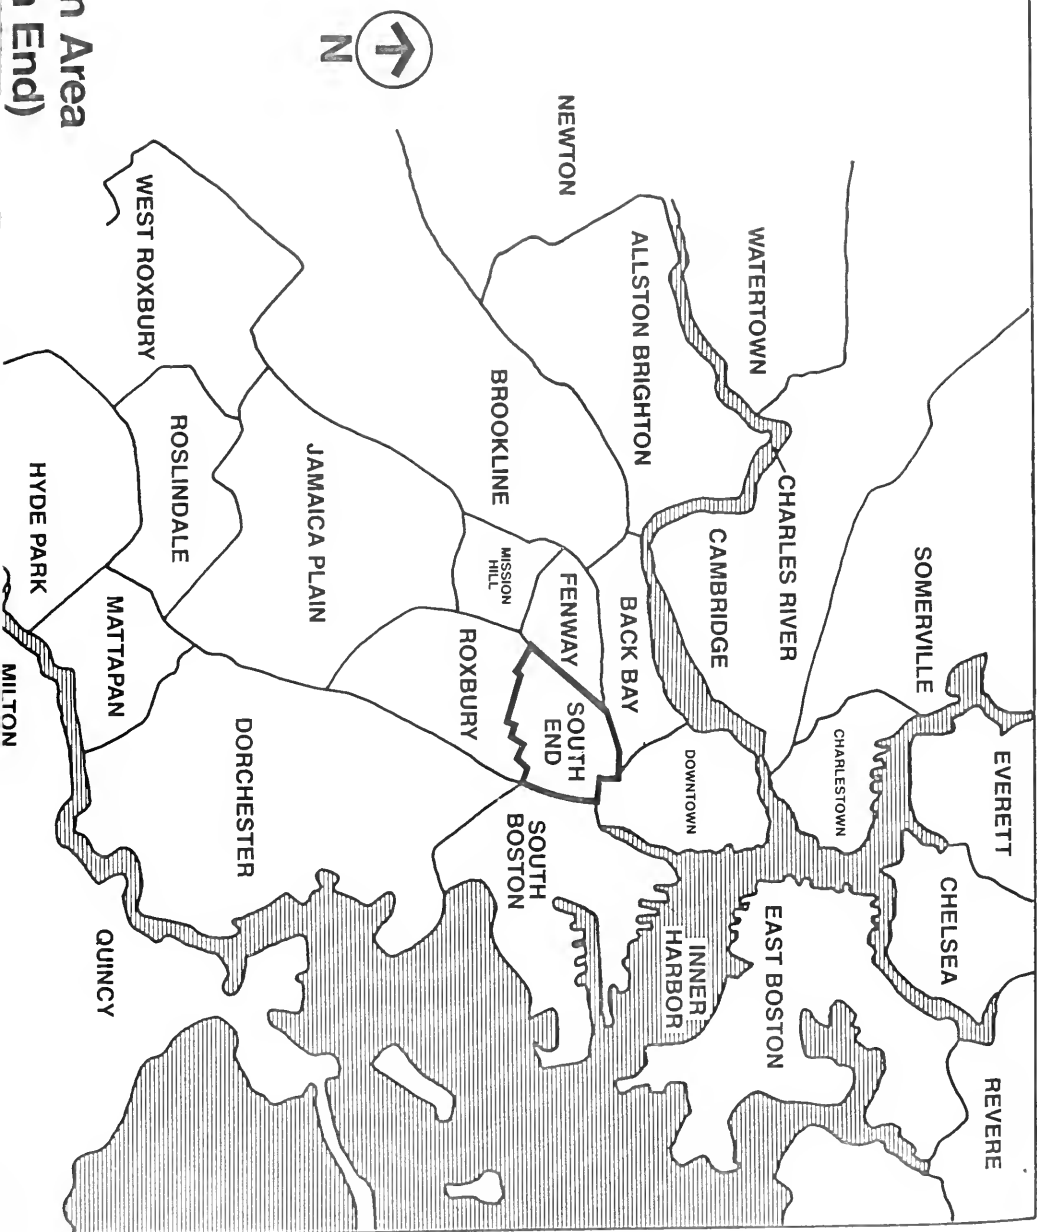 EVERETT
REVERE
CHELSEA
SOMERVILLE
CHARLESTOWN
CHARLES RIVER
EAST BOSTON
WATERTOWN
CAMBRIDGE
DOWNTOWN
INNER
HARBOR
ALLSTON BRIGHTON
BACK BAY
NEWTON
FENWAY
SOUTH
END
SOUTH
BOSTON
BROOKLINE
MISSION
HILL
ROXBURY
N
JAMAICA PLAIN
DORCHESTER
ROSLINDALE
WEST ROXBURY
MATTAPAN
QUINCY
HYDE PARK
MILTON
Area
End)